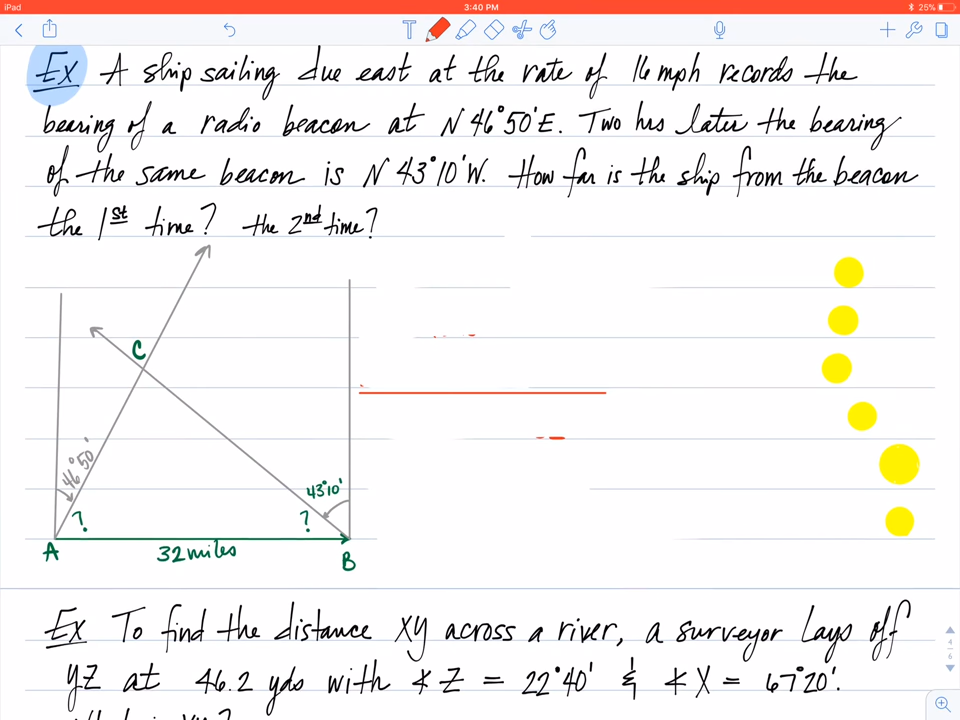 iPad
3:40 PM
25%
Ex A ship sailing due east at the rate of 16 mph records the
bearing of a radio beacon at N 46°50'E. Two hrs later the bearing
of the same beacon is N 43°10'W. How far is the ship from the beacon
the 1st time? the 2nd time?
C
46°50'
43°10'
? ?
A 32 miles B
Ex To find the distance XY across a river, a surveyor lays off
YZ at 46.2 yds with ∡ Z = 22°40' & ∡ X = 67°20'.